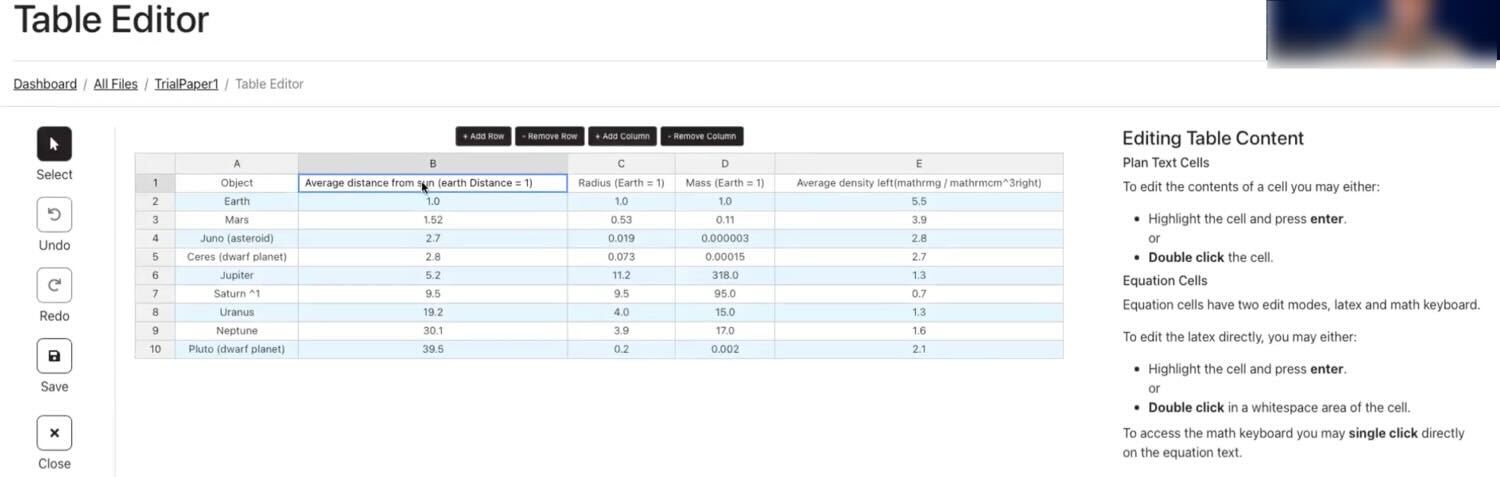 Table Editor
Dashboard / All Files / TrialPaper1 / Table Editor
Select
Undo
Redo
Save
Close
+ Add Row - Remove Row + Add Column - Remove Column
A B C D E
1 Object Average distance from sun (earth Distance = 1) Radius (Earth = 1) Mass (Earth = 1) Average density left(mathrmg / mathrmcm^3right)
2 Earth 1.0 1.0 1.0 5.5
3 Mars 1.52 0.53 0.11 3.9
4 Juno (asteroid) 2.7 0.019 0.000003 2.8
5 Ceres (dwarf planet) 2.8 0.073 0.00015 2.7
6 Jupiter 5.2 11.2 318.0 1.3
7 Saturn ^1 9.5 9.5 95.0 0.7
8 Uranus 19.2 4.0 15.0 1.3
9 Neptune 30.1 3.9 17.0 1.6
10 Pluto (dwarf planet) 39.5 0.2 0.002 2.1
Editing Table Content
Plan Text Cells
To edit the contents of a cell you may either:
• Highlight the cell and press enter.
or
• Double click the cell.
Equation Cells
Equation cells have two edit modes, latex and math keyboard.
To edit the latex directly, you may either:
• Highlight the cell and press enter.
or
• Double click in a whitespace area of the cell.
To access the math keyboard you may single click directly
on the equation text.